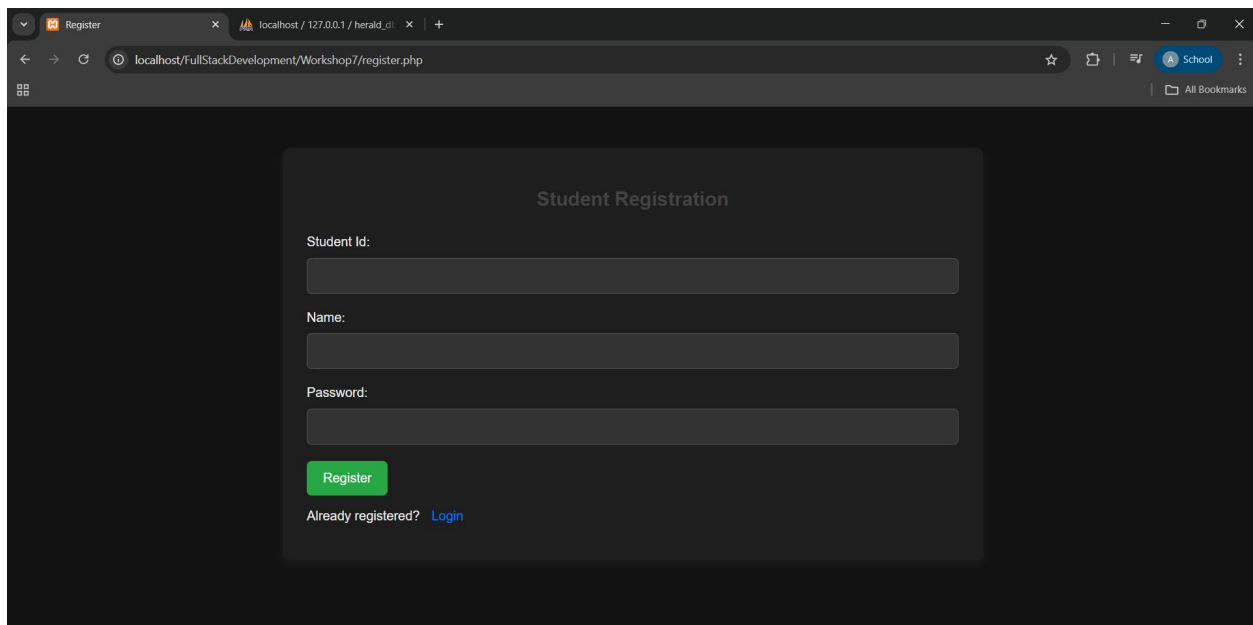 Register
localhost / 127.0.0.1 / herald_d
localhost/FullStackDevelopment/Workshop7/register.php
A School
All Bookmarks
Student Registration
Student Id:
Name:
Password:
Register
Already registered? Login